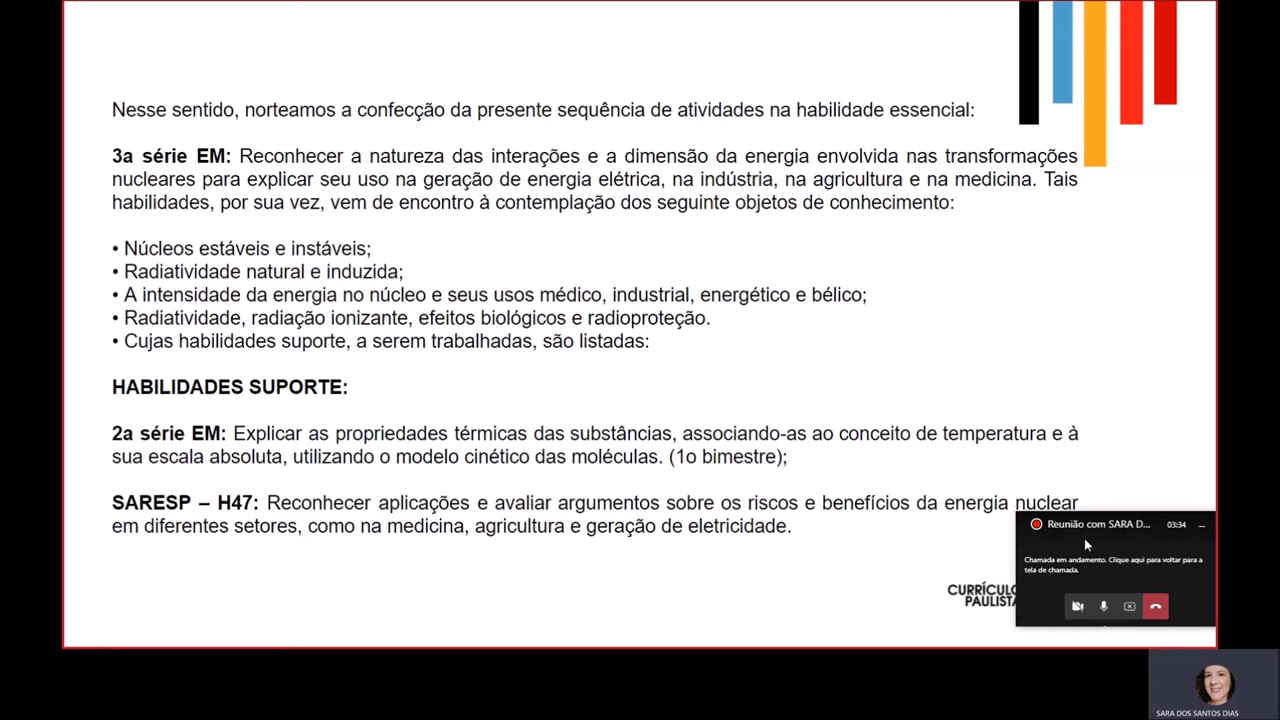 Nesse sentido, norteamos a confecção da presente sequência de atividades na habilidade essencial:
3a série EM: Reconhecer a natureza das interações e a dimensão da energia envolvida nas transformações
nucleares para explicar seu uso na geração de energia elétrica, na indústria, na agricultura e na medicina. Tais
habilidades, por sua vez, vem de encontro à contemplação dos seguinte objetos de conhecimento:
• Núcleos estáveis e instáveis;
• Radiatividade natural e induzida;
• A intensidade da energia no núcleo e seus usos médico, industrial, energético e bélico;
• Radiatividade, radiação ionizante, efeitos biológicos e radioproteção.
• Cujas habilidades suporte, a serem trabalhadas, são listadas:
HABILIDADES SUPORTE:
2a série EM: Explicar as propriedades térmicas das substâncias, associando-as ao conceito de temperatura e à
sua escala absoluta, utilizando o modelo cinético das moléculas. (1o bimestre);
SARESP – H47: Reconhecer aplicações e avaliar argumentos sobre os riscos e benefícios da energia nuclear
em diferentes setores, como na medicina, agricultura e geração de eletricidade.
Reunião com SARA D... 03:34
Chamada em andamento. Clique aqui para voltar para a
tela de chamada.
CURRÍCULO
PAULISTA
SARA DOS SANTOS DIAS